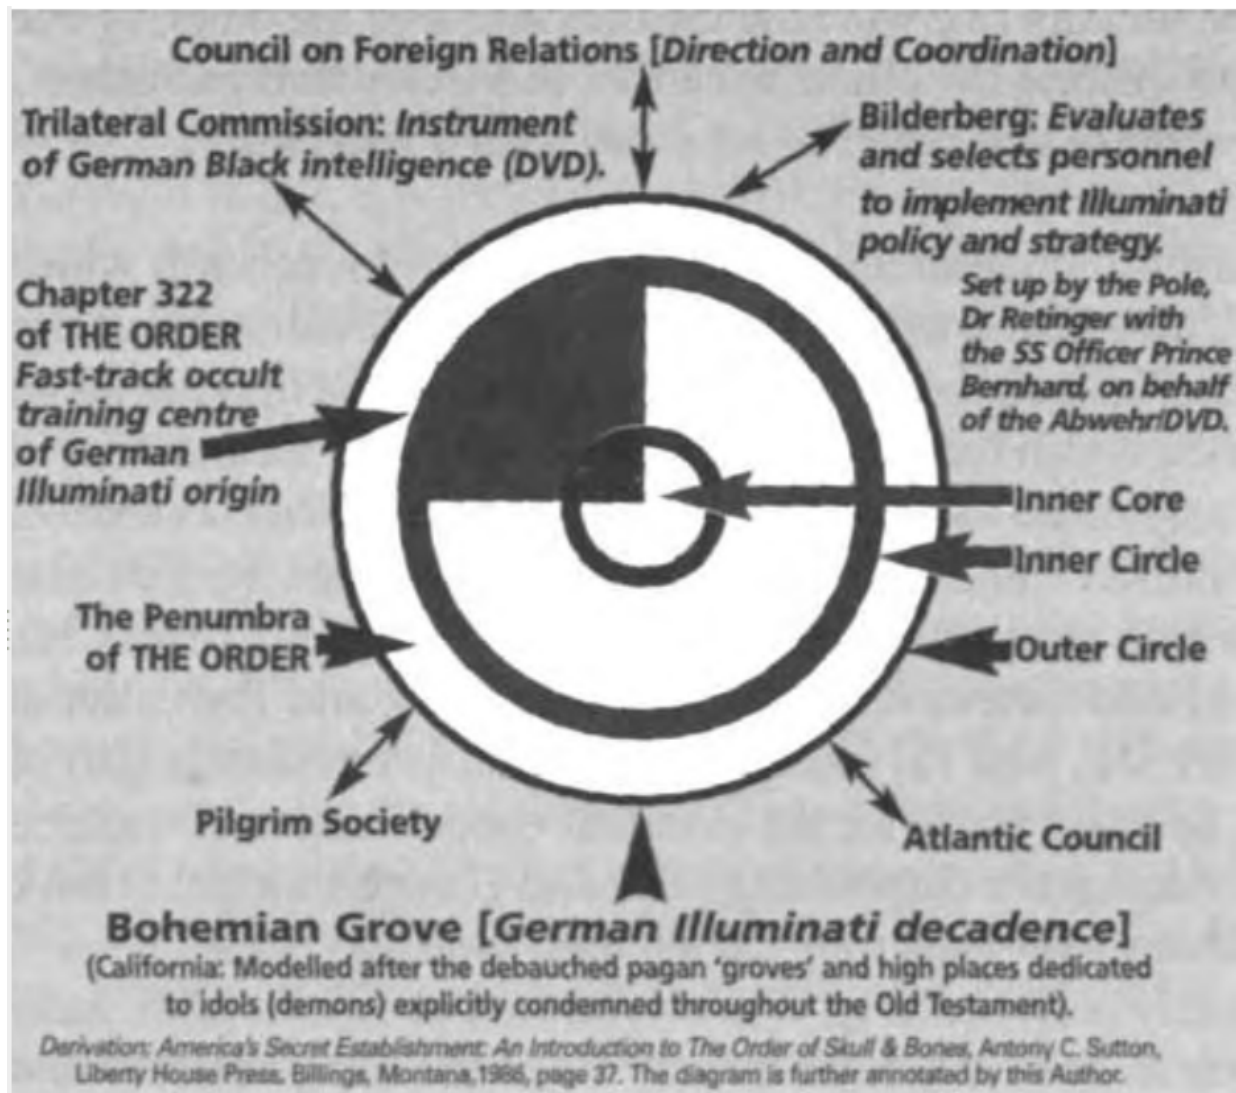 Council on Foreign Relations [Direction and Coordination]
Trilateral Commission: Instrument
of German Black intelligence (DVD).
Bilderberg: Evaluates
and selects personnel
to implement Illuminati
policy and strategy.
Set up by the Pole,
Dr Retinger with
the SS Officer Prince
Bernhard, on behalf
of the Abwehr/DVD.
Chapter 322
of THE ORDER
Fast-track occult
training centre
of German
Illuminati origin
Inner Core
Inner Circle
The Penumbra
of THE ORDER
Outer Circle
Pilgrim Society
Atlantic Council
Bohemian Grove [German Illuminati decadence]
(California: Modelled after the debauched pagan 'groves' and high places dedicated
to idols (demons) explicitly condemned throughout the Old Testament).
Derivation: America's Secret Establishment: An Introduction to The Order of Skull & Bones, Antony C. Sutton,
Liberty House Press, Billings, Montana,1986, page 37. The diagram is further annotated by this Author.